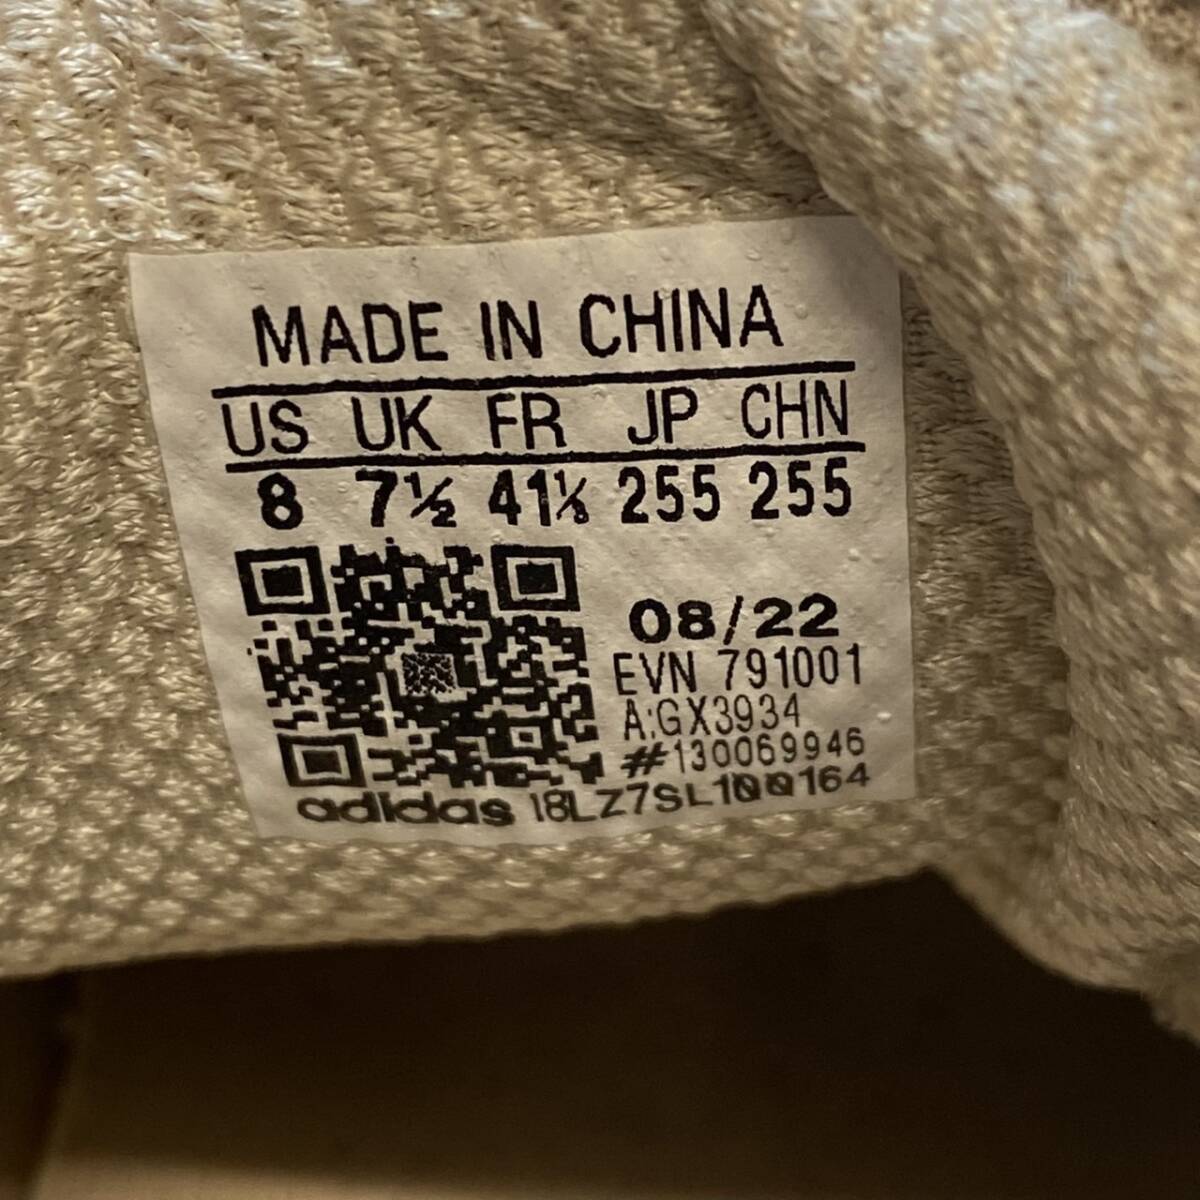 MADE IN CHINA
US UK FR JP CHN
8 7½ 41⅓ 255 255
08/22
EVN 791001
A:GX3934
#130069946
adidas 18LZ7SL100164